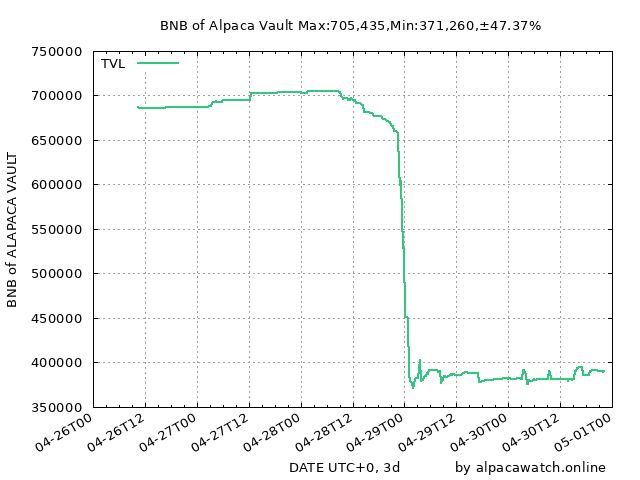 BNB of Alpaca Vault Max:705,435,Min:371,260,±47.37%
TVL
750000
700000
650000
600000
550000
500000
450000
400000
350000
BNB of ALAPACA VAULT
04-26T00
04-26T12
04-27T00
04-27T12
04-28T00
04-28T12
04-29T00
04-29T12
04-30T00
04-30T12
05-01T00
DATE UTC+0, 3d
by alpacawatch.online